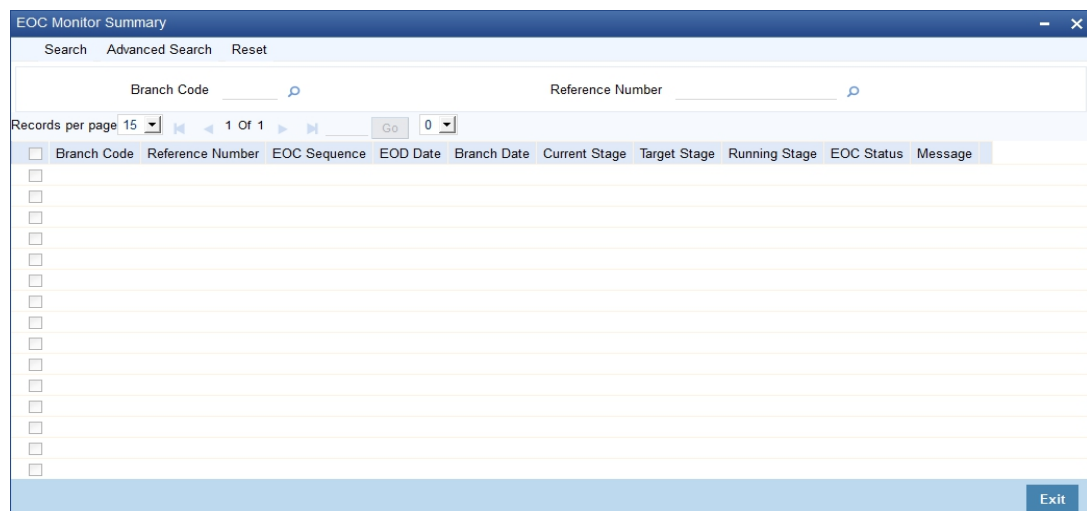 EOC Monitor Summary
Search Advanced Search Reset
Branch Code Reference Number
Records per page 15 1 Of 1 Go 0
Branch Code Reference Number EOC Sequence EOD Date Branch Date Current Stage Target Stage Running Stage EOC Status Message
Exit